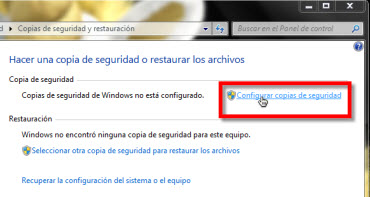 d ▸ Copias de seguridad y restauración
Buscar en el Panel de control
Hacer una copia de seguridad o restaurar los archivos
Copia de seguridad
Copias de seguridad de Windows no está configurado.
Configurar copias de seguridad
Restauración
Windows no encontró ninguna copia de seguridad para este equipo.
Seleccionar otra copia de seguridad para restaurar los archivos
Recuperar la configuración del sistema o el equipo